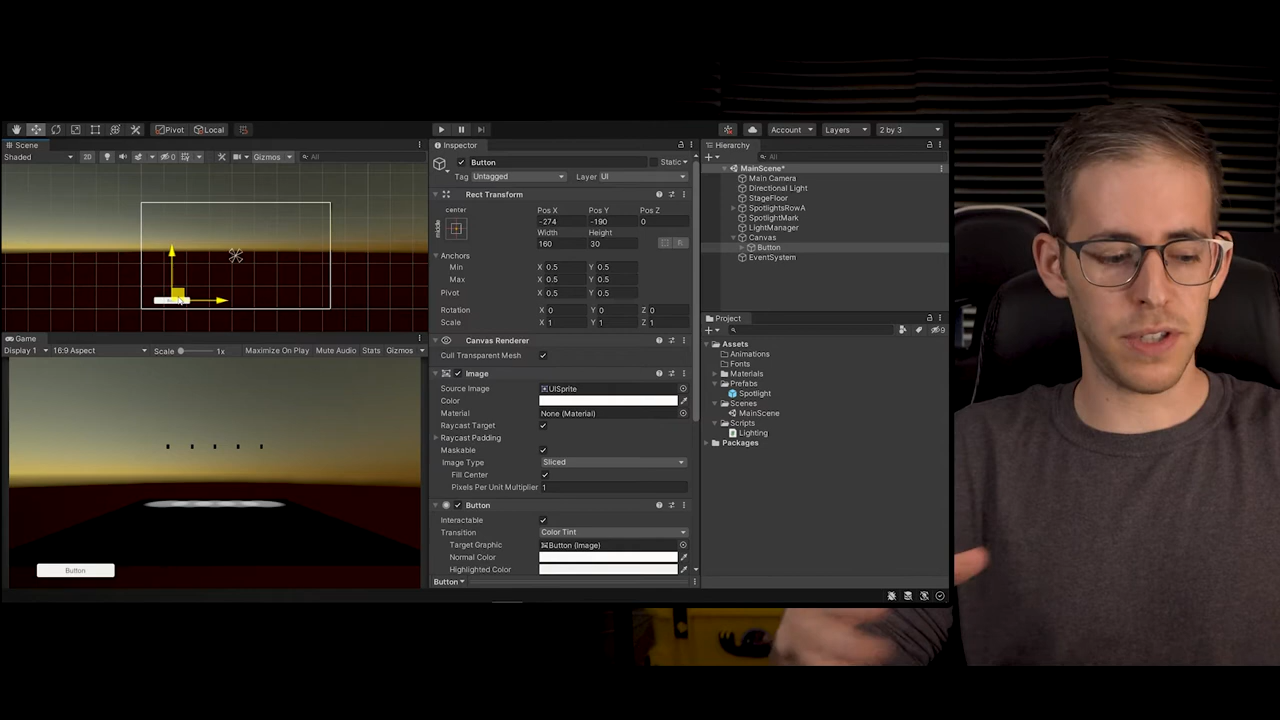 Pivot Local
Account Layers 2 by 3
Scene
Shaded 2D 0 Gizmos All
Game
Display 1 16:9 Aspect Scale 1x Maximize On Play Mute Audio Stats Gizmos
Button
Inspector
Button Static
Tag Untagged Layer UI
Rect Transform
center Pos X Pos Y Pos Z
middle -274 -190 0
Width Height
160 30
Anchors
Min X 0.5 Y 0.5
Max X 0.5 Y 0.5
Pivot X 0.5 Y 0.5
Rotation X 0 Y 0 Z 0
Scale X 1 Y 1 Z 1
Canvas Renderer
Cull Transparent Mesh
Image
Source Image UISprite
Color
Material None (Material)
Raycast Target
Raycast Padding
Maskable
Image Type Sliced
Fill Center
Pixels Per Unit Multiplier 1
Button
Interactable
Transition Color Tint
Target Graphic Button (Image)
Normal Color
Highlighted Color
Button
Hierarchy
All
MainScene*
Main Camera
Directional Light
StageFloor
SpotlightsRowA
SpotlightMark
LightManager
Canvas
Button
EventSystem
Project
9
Assets
Animations
Fonts
Materials
Prefabs
Spotlight
Scenes
MainScene
Scripts
Lighting
Packages